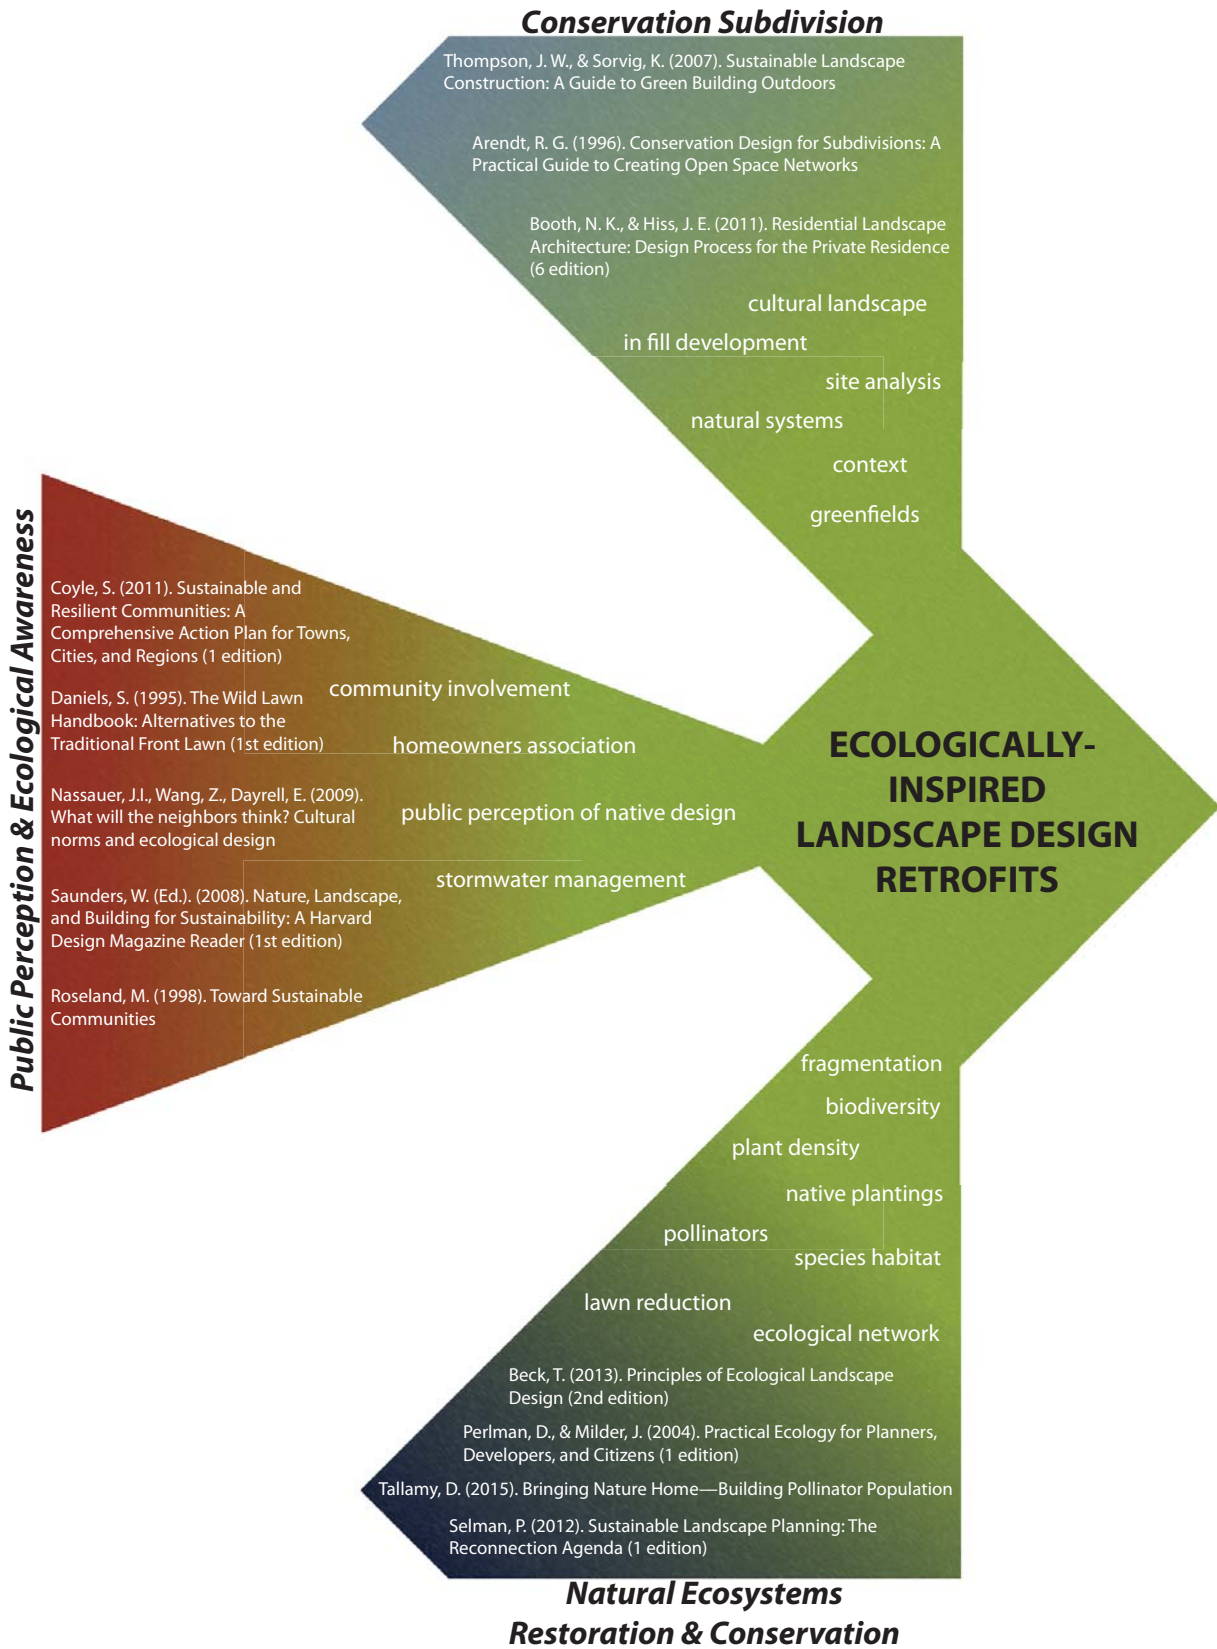 Conservation Subdivision
Thompson, J. W., & Sorvig, K. (2007). Sustainable Landscape
Construction: A Guide to Green Building Outdoors
Arendt, R. G. (1996). Conservation Design for Subdivisions: A
Practical Guide to Creating Open Space Networks
Booth, N. K., & Hiss, J. E. (2011). Residential Landscape
Architecture: Design Process for the Private Residence
(6 edition)
cultural landscape
in fill development
site analysis
natural systems
context
greenfields
Public Perception & Ecological Awareness
Coyle, S. (2011). Sustainable and
Resilient Communities: A
Comprehensive Action Plan for Towns,
Cities, and Regions (1 edition)
Daniels, S. (1995). The Wild Lawn
Handbook: Alternatives to the
Traditional Front Lawn (1st edition)
Nassauer, J.I., Wang, Z., Dayrell, E. (2009).
What will the neighbors think? Cultural
norms and ecological design
Saunders, W. (Ed.). (2008). Nature, Landscape,
and Building for Sustainability: A Harvard
Design Magazine Reader (1st edition)
Roseland, M. (1998). Toward Sustainable
Communities
community involvement
homeowners association
public perception of native design
stormwater management
ECOLOGICALLY-
INSPIRED
LANDSCAPE DESIGN
RETROFITS
fragmentation
biodiversity
plant density
native plantings
pollinators
species habitat
lawn reduction
ecological network
Beck, T. (2013). Principles of Ecological Landscape
Design (2nd edition)
Perlman, D., & Milder, J. (2004). Practical Ecology for Planners,
Developers, and Citizens (1 edition)
Tallamy, D. (2015). Bringing Nature Home—Building Pollinator Population
Selman, P. (2012). Sustainable Landscape Planning: The
Reconnection Agenda (1 edition)
Natural Ecosystems
Restoration & Conservation